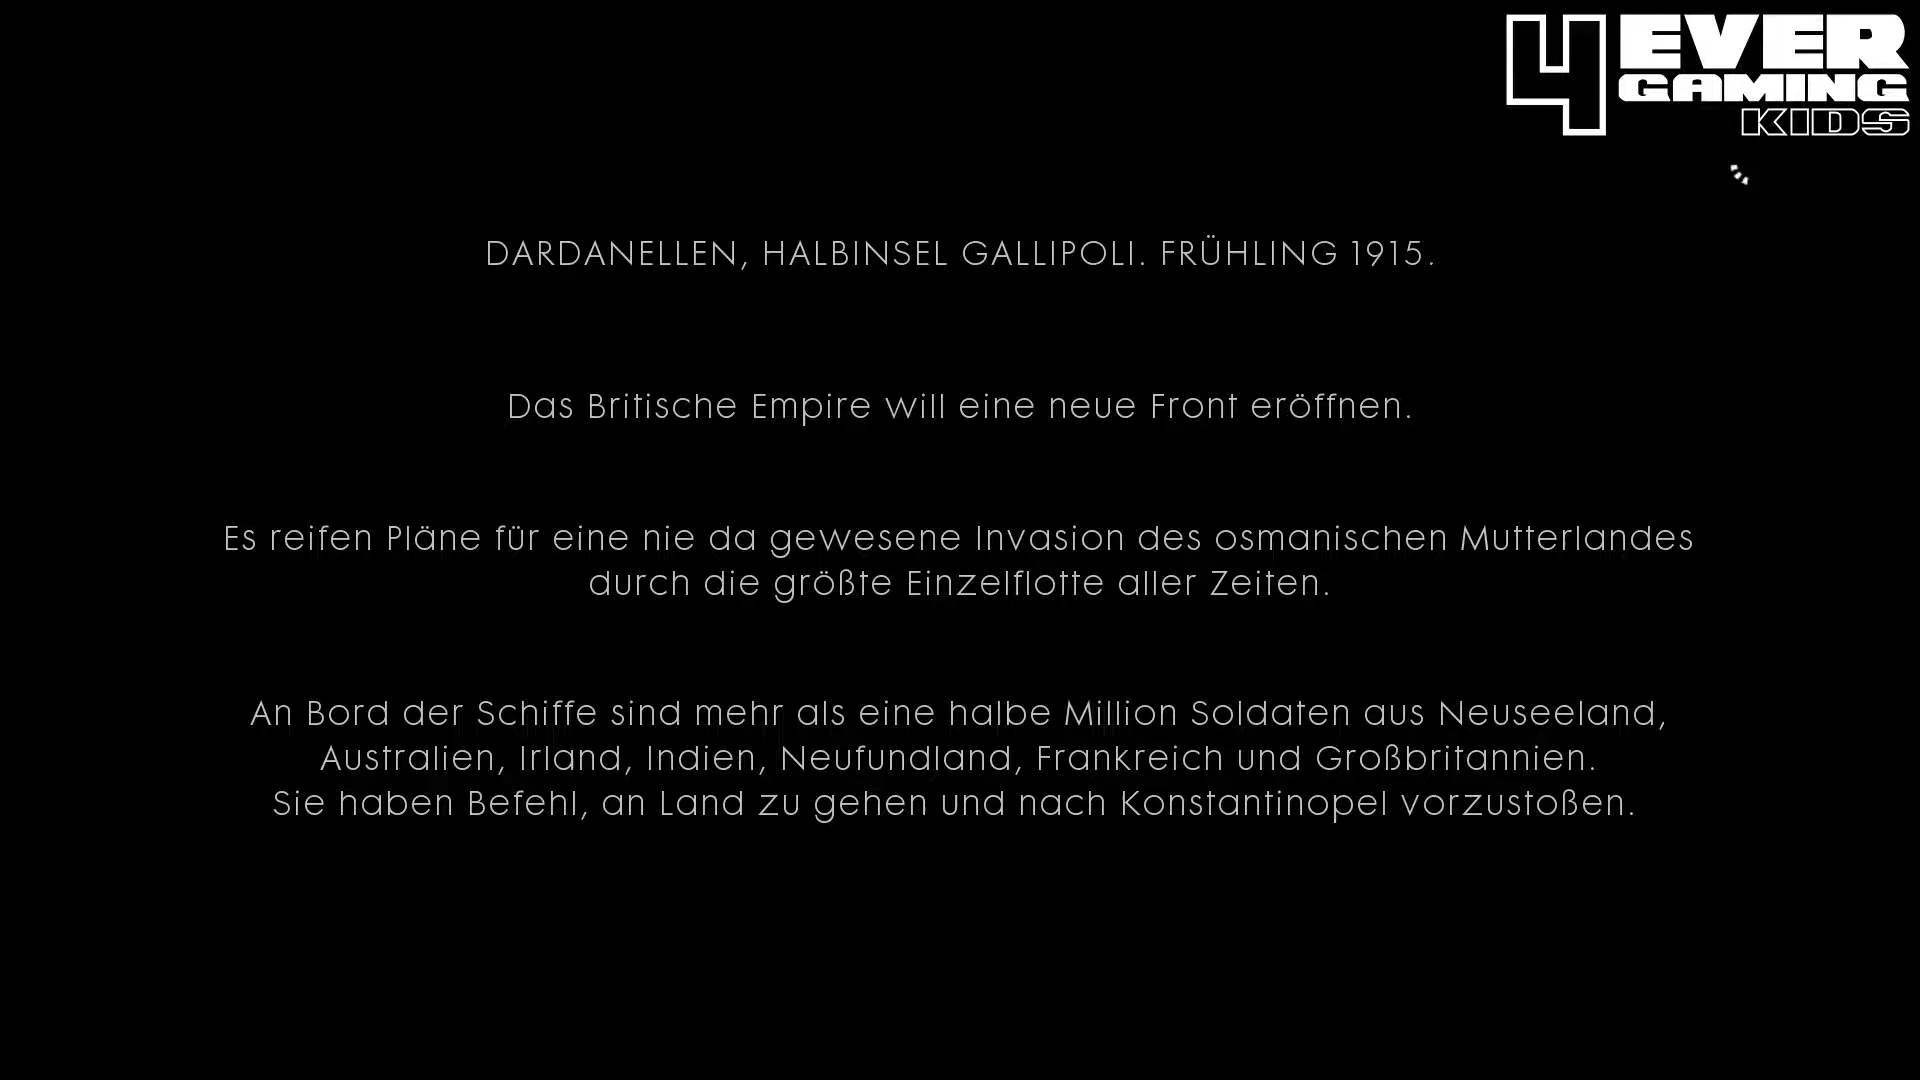 4EVER
GAMING
KIDS
DARDANELLEN, HALBINSEL GALLIPOLI. FRÜHLING 1915.
Das Britische Empire will eine neue Front eröffnen.
Es reifen Pläne für eine nie da gewesene Invasion des osmanischen Mutterlandes
durch die größte Einzelflotte aller Zeiten.
An Bord der Schiffe sind mehr als eine halbe Million Soldaten aus Neuseeland,
Australien, Irland, Indien, Neufundland, Frankreich und Großbritannien.
Sie haben Befehl, an Land zu gehen und nach Konstantinopel vorzustoßen.